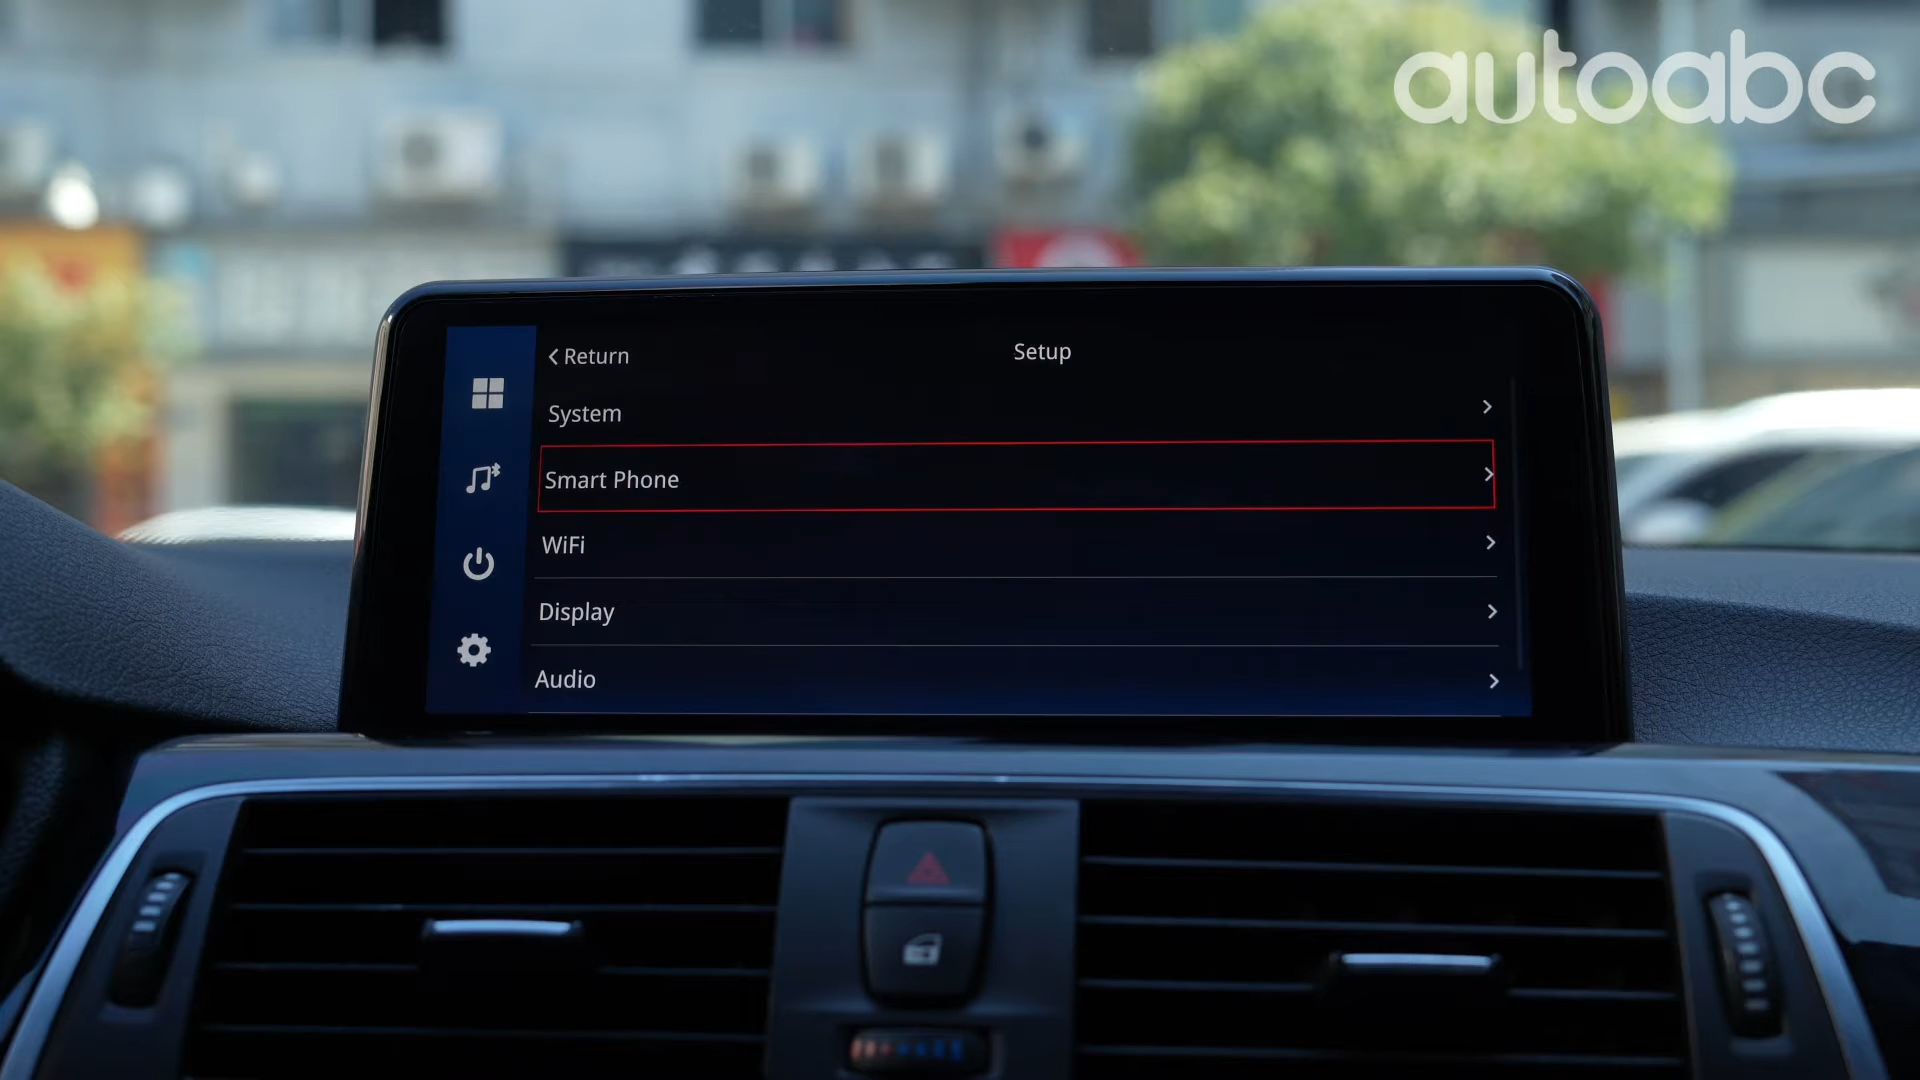 autoabc
Return
Setup
System
Smart Phone
WiFi
Display
Audio